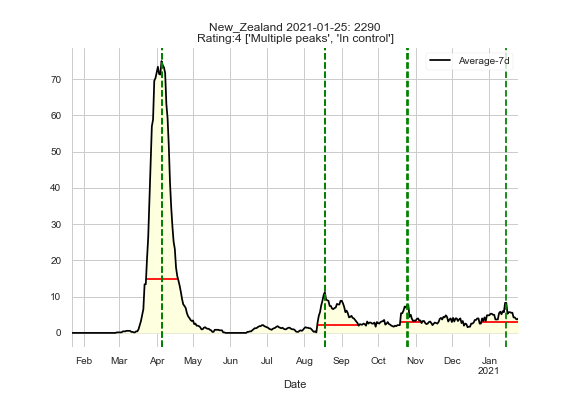 New_Zealand 2021-01-25: 2290
Rating:4 ['Multiple peaks', 'In control']
Average-7d
70
60
50
40
30
20
10
0
Feb Mar Apr May Jun Jul Aug Sep Oct Nov Dec Jan
2021
Date